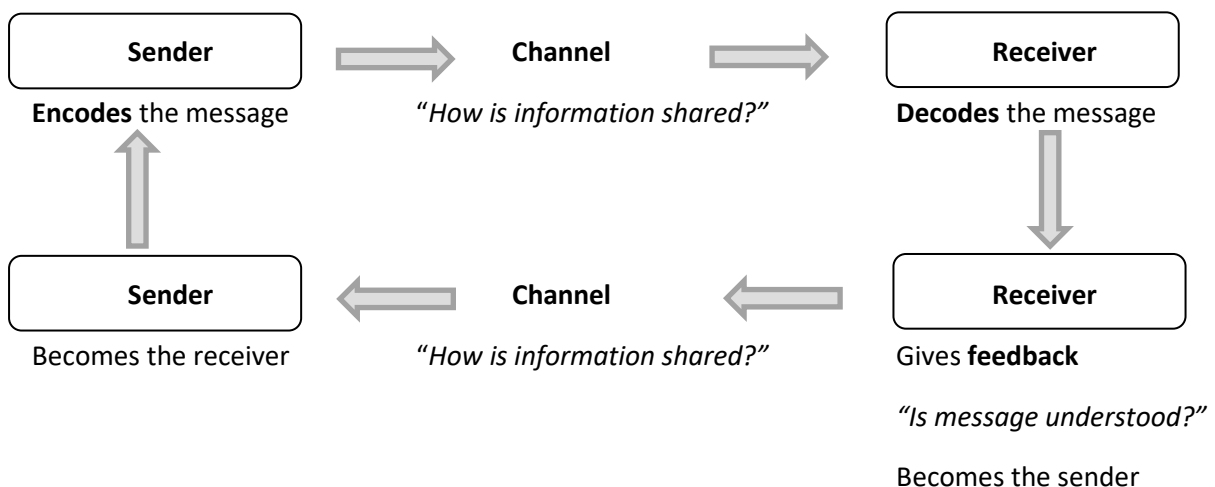 Sender
Channel
Receiver
Encodes the message
“How is information shared?”
Decodes the message
Sender
Channel
Receiver
Becomes the receiver
“How is information shared?”
Gives feedback
“Is message understood?”
Becomes the sender